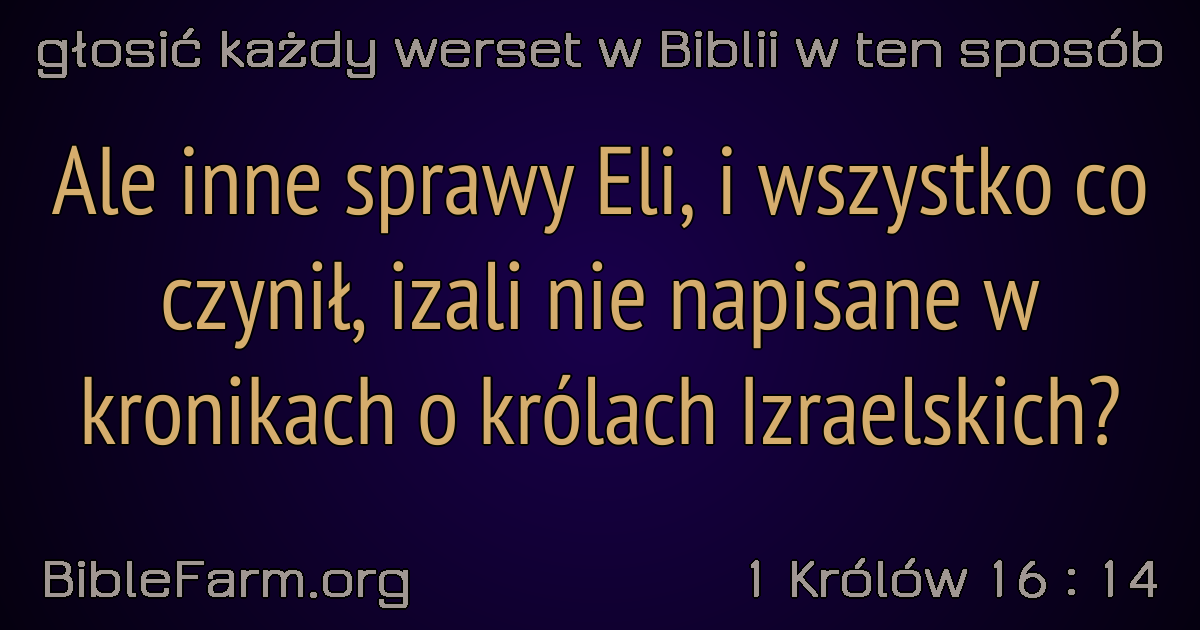 głosić każdy werset w Biblii w ten sposób
Ale inne sprawy Eli, i wszystko co
czynił, izali nie napisane w
kronikach o królach Izraelskich?
BibleFarm.org
1 Królów 16 : 14